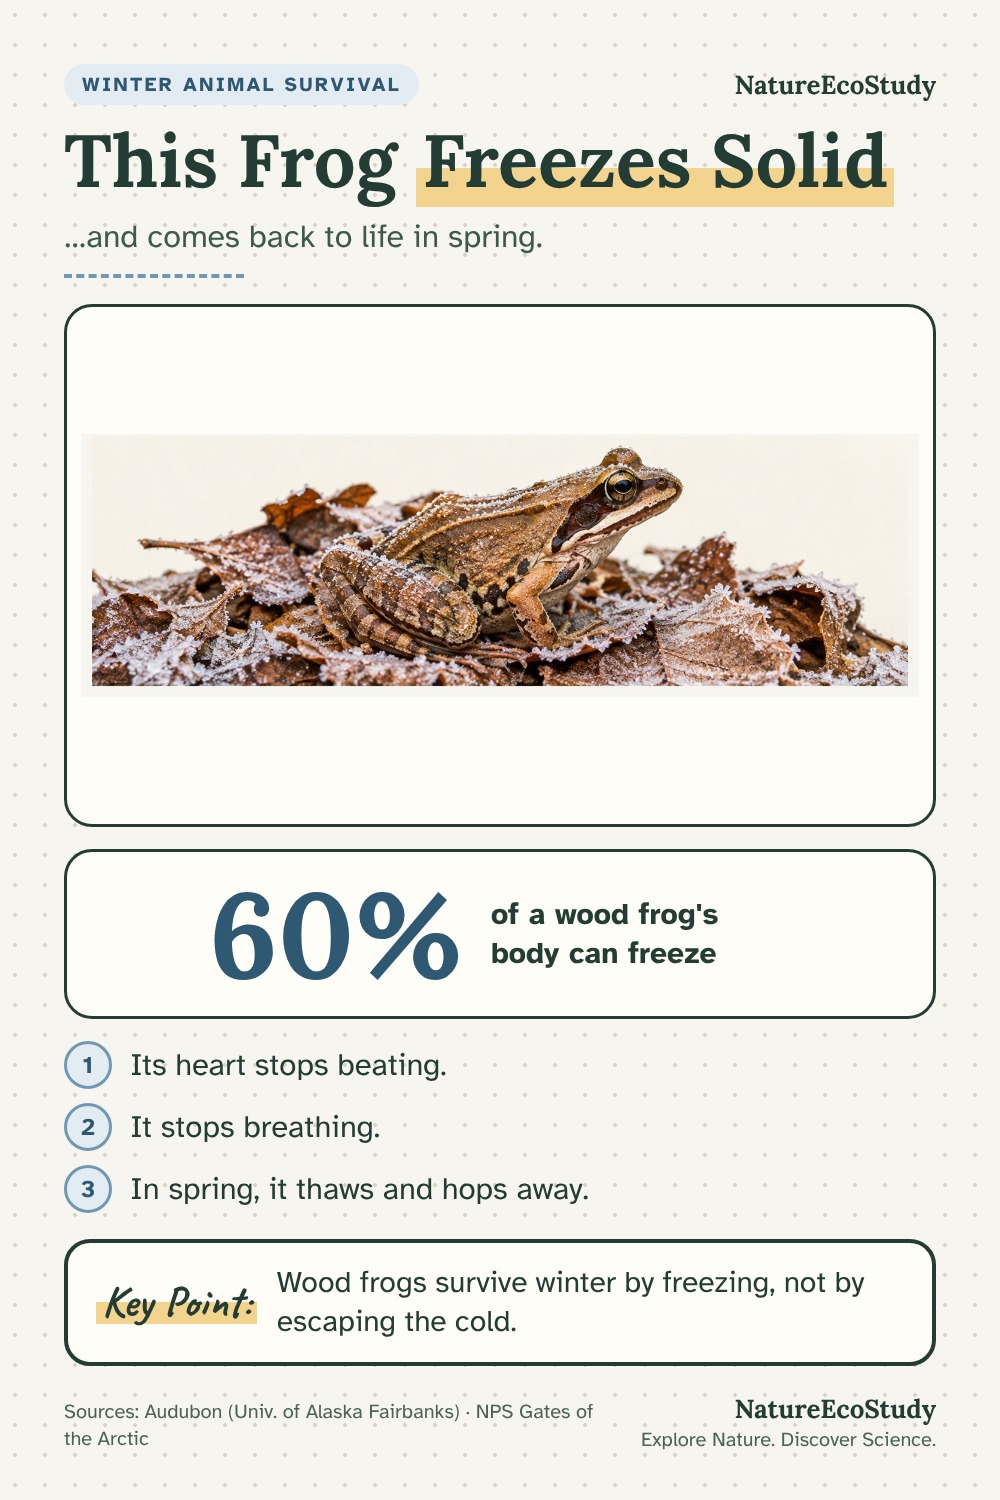 WINTER ANIMAL SURVIVAL
NatureEcoStudy
This Frog Freezes Solid
...and comes back to life in spring.
60%
of a wood frog's
body can freeze
1 Its heart stops beating.
2 It stops breathing.
3 In spring, it thaws and hops away.
Key Point:
Wood frogs survive winter by freezing, not by
escaping the cold.
Sources: Audubon (Univ. of Alaska Fairbanks) · NPS Gates of
the Arctic
NatureEcoStudy
Explore Nature. Discover Science.